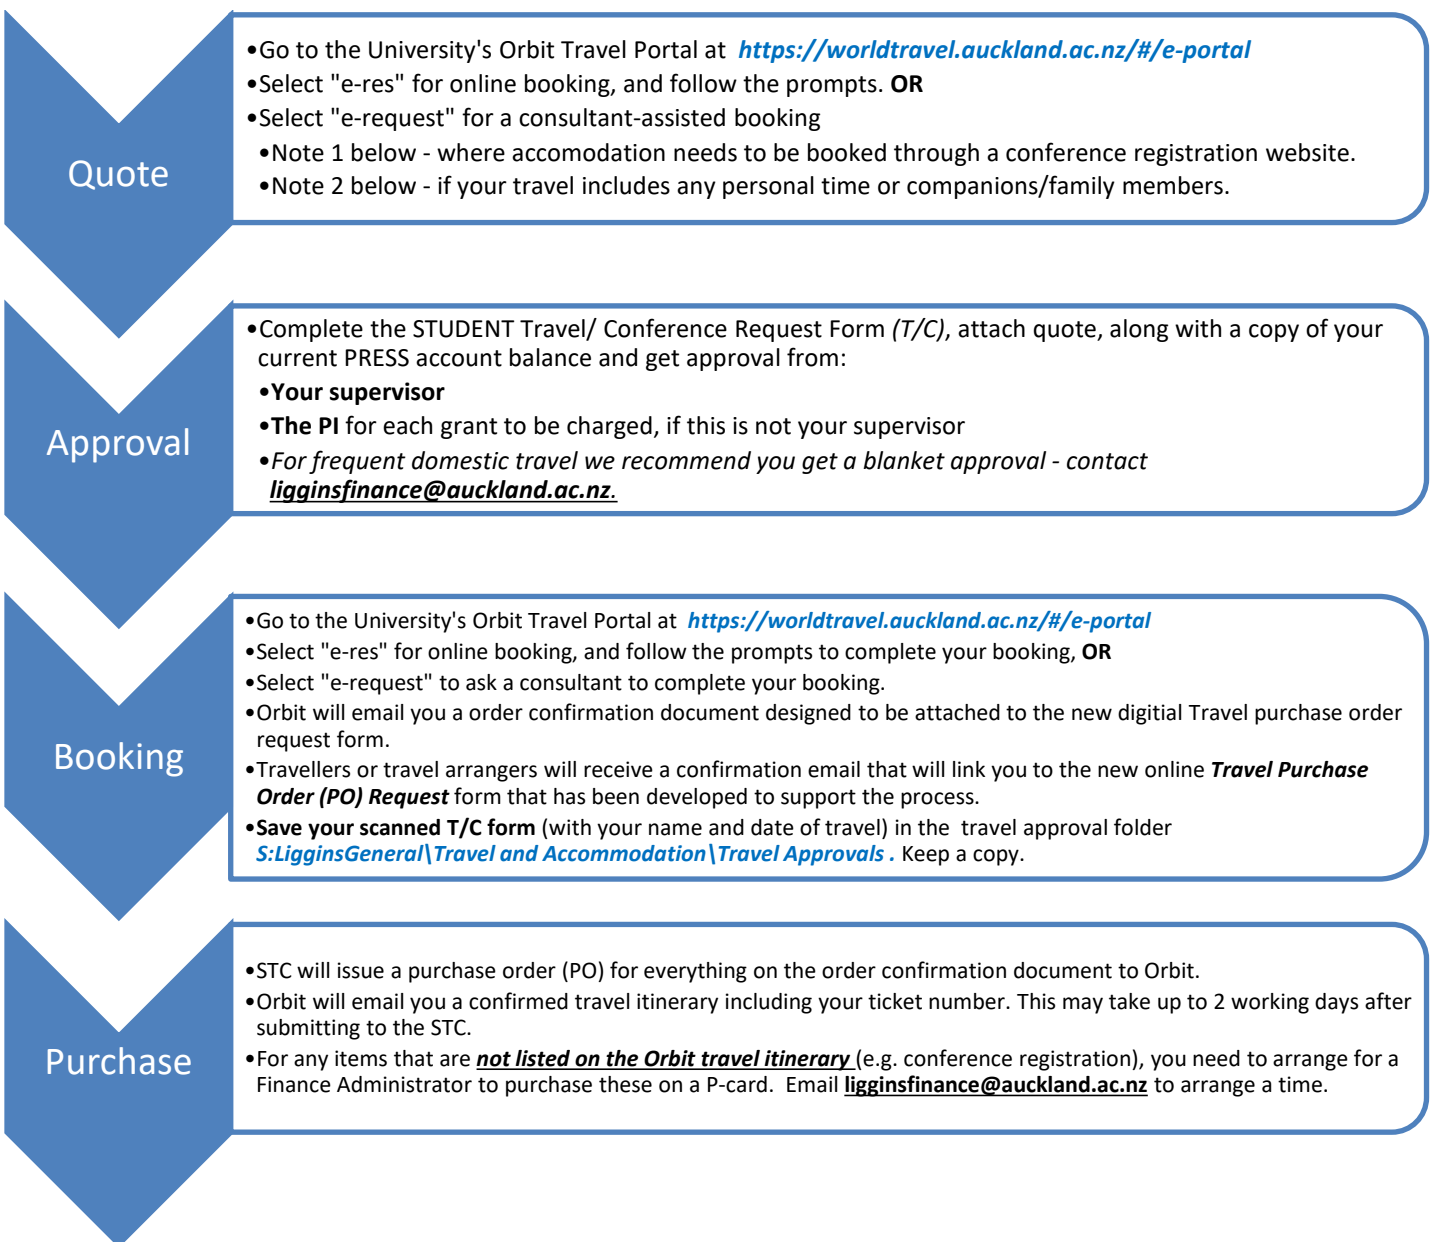 Quote
•Go to the University's Orbit Travel Portal at https://worldtravel.auckland.ac.nz/#/e-portal
•Select "e-res" for online booking, and follow the prompts. OR
•Select "e-request" for a consultant-assisted booking
•Note 1 below - where accomodation needs to be booked through a conference registration website.
•Note 2 below - if your travel includes any personal time or companions/family members.
Approval
•Complete the STUDENT Travel/ Conference Request Form (T/C), attach quote, along with a copy of your
current PRESS account balance and get approval from:
•Your supervisor
•The PI for each grant to be charged, if this is not your supervisor
•For frequent domestic travel we recommend you get a blanket approval - contact
ligginsfinance@auckland.ac.nz.
Booking
•Go to the University's Orbit Travel Portal at https://worldtravel.auckland.ac.nz/#/e-portal
•Select "e-res" for online booking, and follow the prompts to complete your booking, OR
•Select "e-request" to ask a consultant to complete your booking.
•Orbit will email you a order confirmation document designed to be attached to the new digitial Travel purchase order
request form.
•Travellers or travel arrangers will receive a confirmation email that will link you to the new online Travel Purchase
Order (PO) Request form that has been developed to support the process.
•Save your scanned T/C form (with your name and date of travel) in the travel approval folder
S:LigginsGeneral\Travel and Accommodation\Travel Approvals . Keep a copy.
Purchase
•STC will issue a purchase order (PO) for everything on the order confirmation document to Orbit.
•Orbit will email you a confirmed travel itinerary including your ticket number. This may take up to 2 working days after
submitting to the STC.
•For any items that are not listed on the Orbit travel itinerary (e.g. conference registration), you need to arrange for a
Finance Administrator to purchase these on a P-card. Email ligginsfinance@auckland.ac.nz to arrange a time.